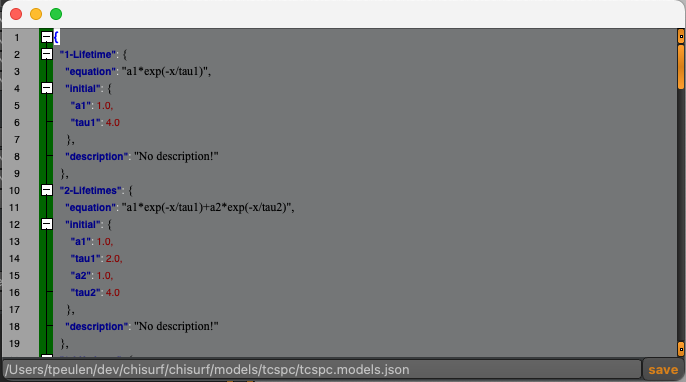 1 {
2 "1-Lifetime": {
3 "equation": "a1*exp(-x/tau1)",
4 "initial": {
5 "a1": 1.0,
6 "tau1": 4.0
7 },
8 "description": "No description!"
9 },
10 "2-Lifetimes": {
11 "equation": "a1*exp(-x/tau1)+a2*exp(-x/tau2)",
12 "initial": {
13 "a1": 1.0,
14 "tau1": 2.0,
15 "a2": 1.0,
16 "tau2": 4.0
17 },
18 "description": "No description!"
19 },
/Users/tpeulen/dev/chisurf/chisurf/models/tcspc/tcspc.models.json save